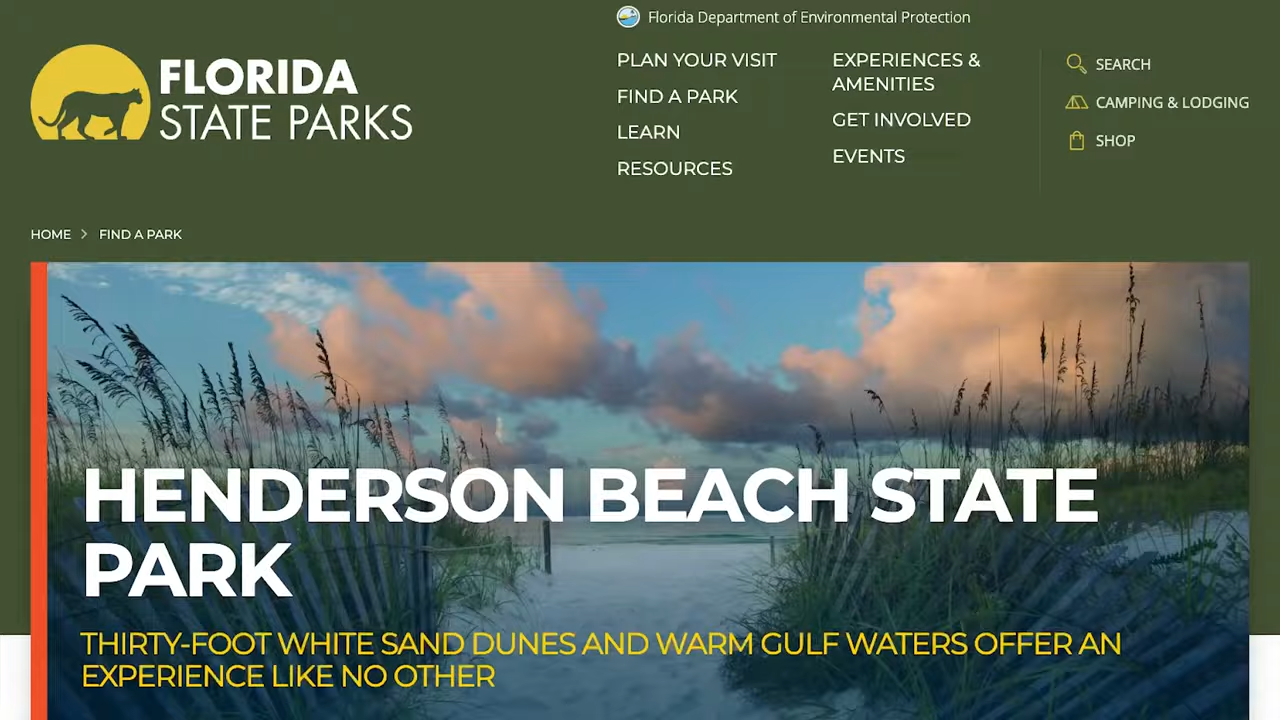 Florida Department of Environmental Protection
FLORIDA
STATE PARKS
PLAN YOUR VISIT
FIND A PARK
LEARN
RESOURCES
EXPERIENCES &
AMENITIES
GET INVOLVED
EVENTS
SEARCH
CAMPING & LODGING
SHOP
HOME
FIND A PARK
HENDERSON BEACH STATE
PARK
THIRTY-FOOT WHITE SAND DUNES AND WARM GULF WATERS OFFER AN
EXPERIENCE LIKE NO OTHER